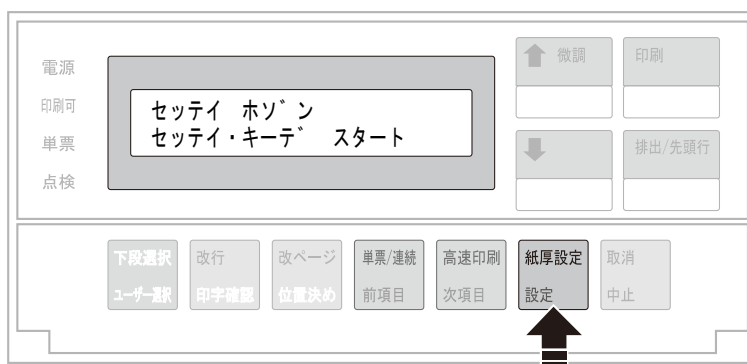 電源
印刷可
単票
点検
セッテイ ホゾン
セッテイ・キーデ スタート
微調
印刷
排出/先頭行
下段選択
ユーザー選択
改行
印字確認
改ページ
位置決め
単票/連続
前項目
高速印刷
次項目
紙厚設定
設定
取消
中止